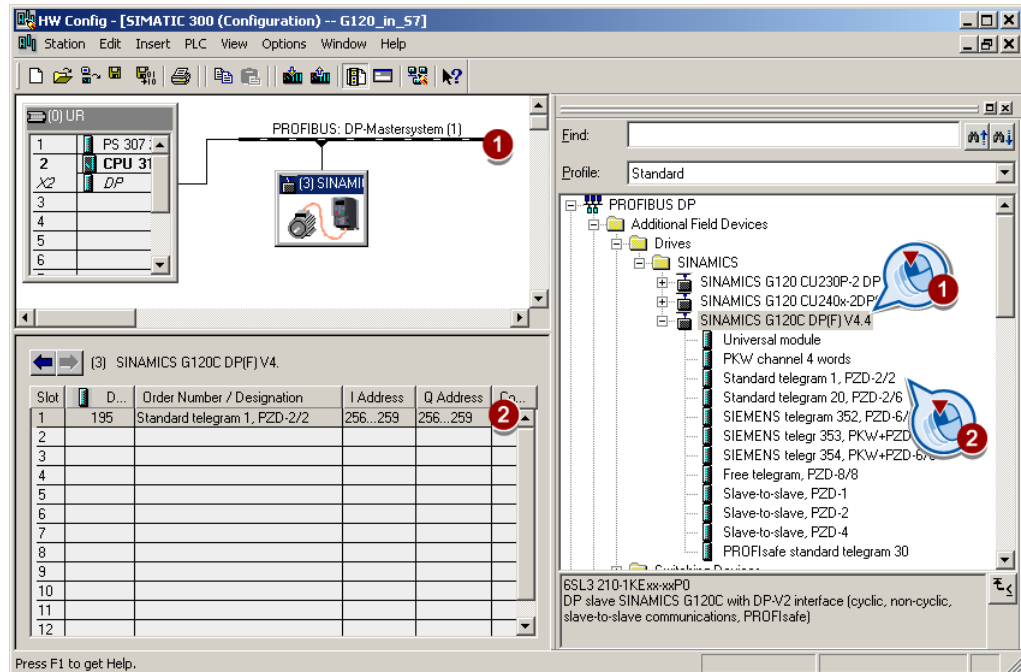 HW Config - [SIMATIC 300 (Configuration) -- G120_in_S7]
Station Edit Insert PLC View Options Window Help
(0) UR
1 PS 307
2 CPU 31
X2 DP
3
4
5
6
PROFIBUS: DP-Mastersystem (1)
1
(3) SINAMI
(3) SINAMICS G120C DP(F) V4.
Slot D... Order Number / Designation I Address Q Address Co...
1 195 Standard telegram 1, PZD-2/2 256...259 256...259
2
2
3
4
5
6
7
8
9
10
11
12
Find:
Profile: Standard
PROFIBUS DP
Additional Field Devices
Drives
SINAMICS
SINAMICS G120 CU230P-2 DP
SINAMICS G120 CU240x-2DP
SINAMICS G120C DP(F) V4.4
1
Universal module
PKW channel 4 words
Standard telegram 1, PZD-2/2
Standard telegram 20, PZD-2/6
SIEMENS telegram 352, PZD-6/
SIEMENS telegr 353, PKW+PZD
SIEMENS telegr 354, PKW+PZD-6/
2
Free telegram, PZD-8/8
Slave-to-slave, PZD-1
Slave-to-slave, PZD-2
Slave-to-slave, PZD-4
PROFIsafe standard telegram 30
6SL3 210-1KExx-xxP0
DP slave SINAMICS G120C with DP-V2 interface (cyclic, non-cyclic,
slave-to-slave communications, PROFIsafe)
Press F1 to get Help.